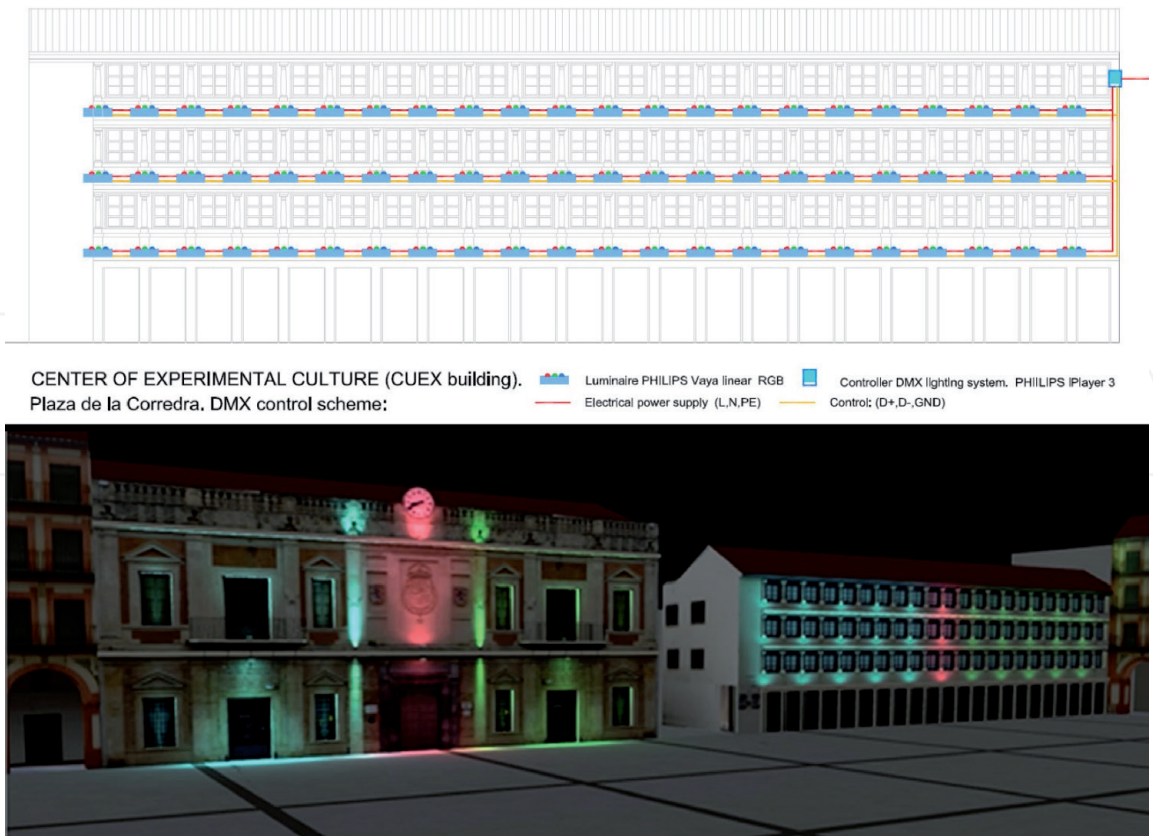 CENTER OF EXPERIMENTAL CULTURE (CUEX building).
Plaza de la Corredra. DMX control scheme:
Luminaire PHILIPS Vaya linear RGB
Controller DMX lighting system. PHILIPS IPlayer 3
Electrical power supply (L,N,PE)
Control: (D+,D-,GND)